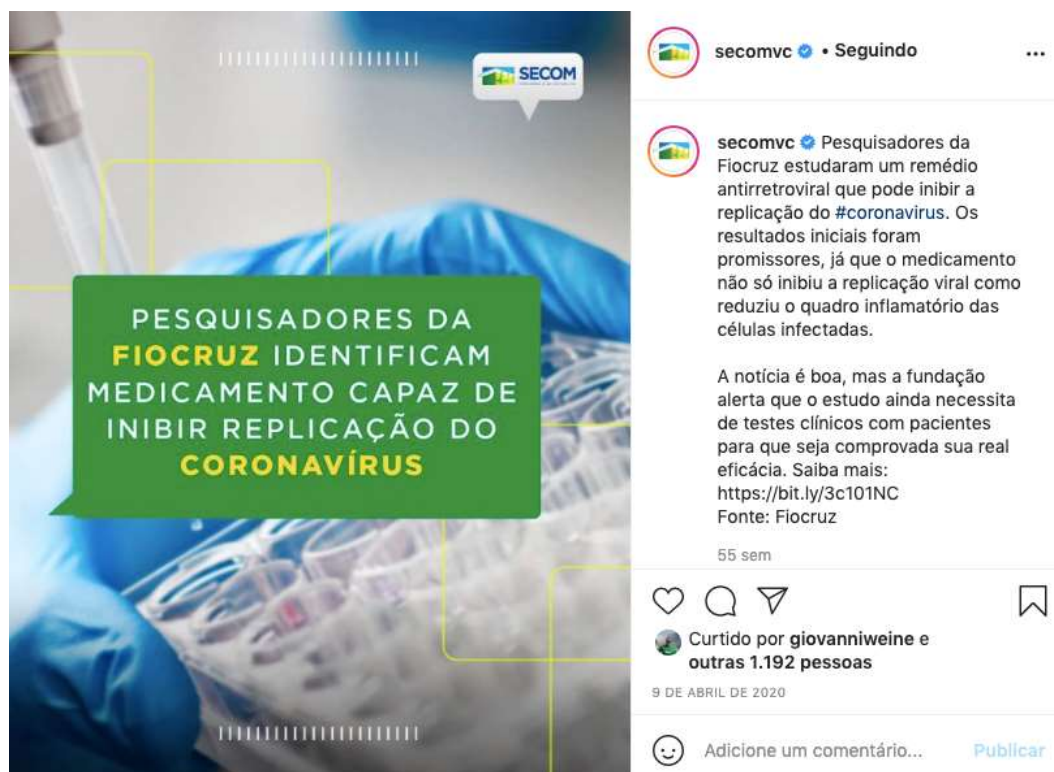 SECOM
PESQUISADORES DA
FIOCRUZ IDENTIFICAM
MEDICAMENTO CAPAZ DE
INIBIR REPLICAÇÃO DO
CORONAVÍRUS
secomvc • Seguindo
secomvc Pesquisadores da
Fiocruz estudaram um remédio
antirretroviral que pode inibir a
replicação do #coronavirus. Os
resultados iniciais foram
promissores, já que o medicamento
não só inibiu a replicação viral como
reduziu o quadro inflamatório das
células infectadas.
A notícia é boa, mas a fundação
alerta que o estudo ainda necessita
de testes clínicos com pacientes
para que seja comprovada sua real
eficácia. Saiba mais:
https://bit.ly/3c101NC
Fonte: Fiocruz
55 sem
Curtido por giovanniweine e
outras 1.192 pessoas
9 DE ABRIL DE 2020
Adicione um comentário... Publicar